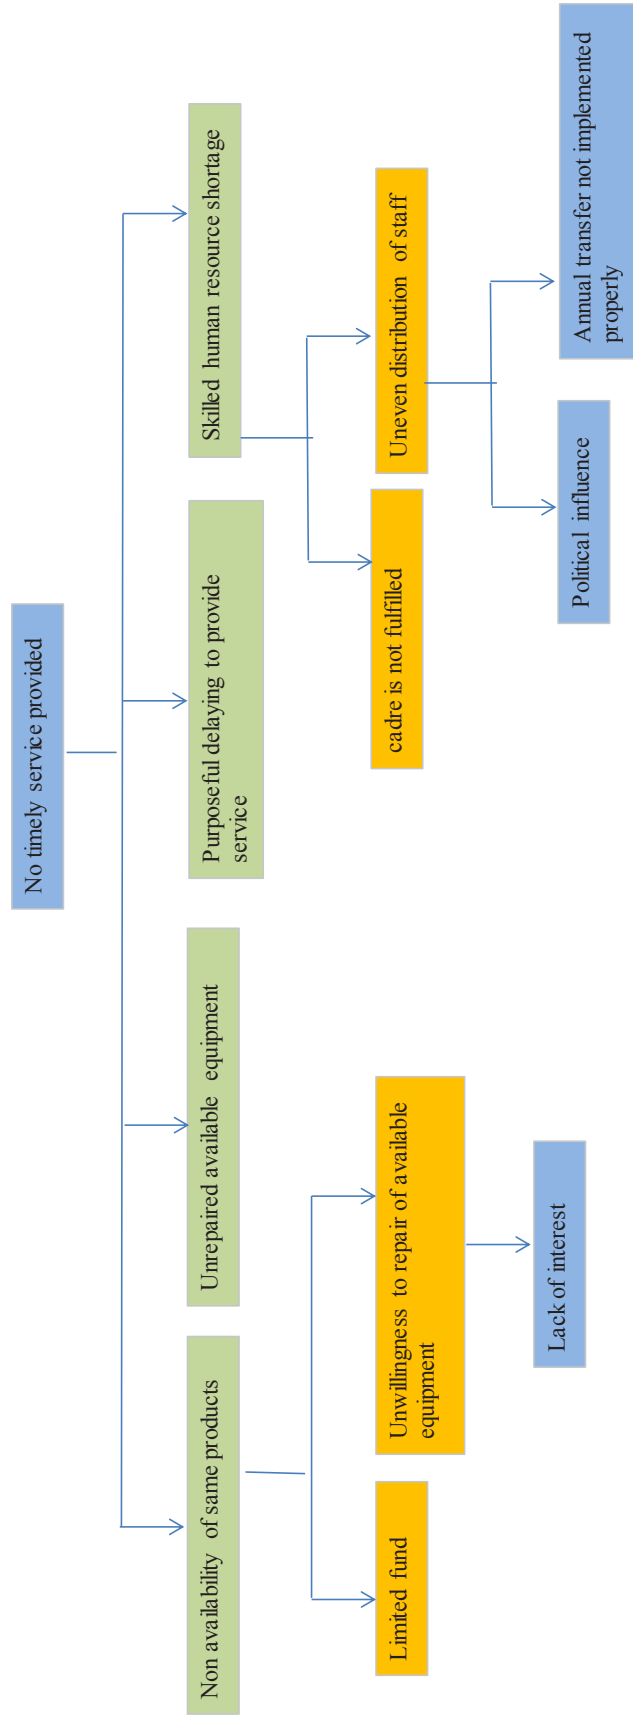 No timely service provided
Non availability of same products
Unrepaired available equipment
Purposeful delaying to provide
service
Skilled human resource shortage
Limited fund
Unwillingness to repair of available
equipment
cadre is not fulfilled
Uneven distribution of staff
Lack of interest
Political influence
Annual transfer not implemented
properly